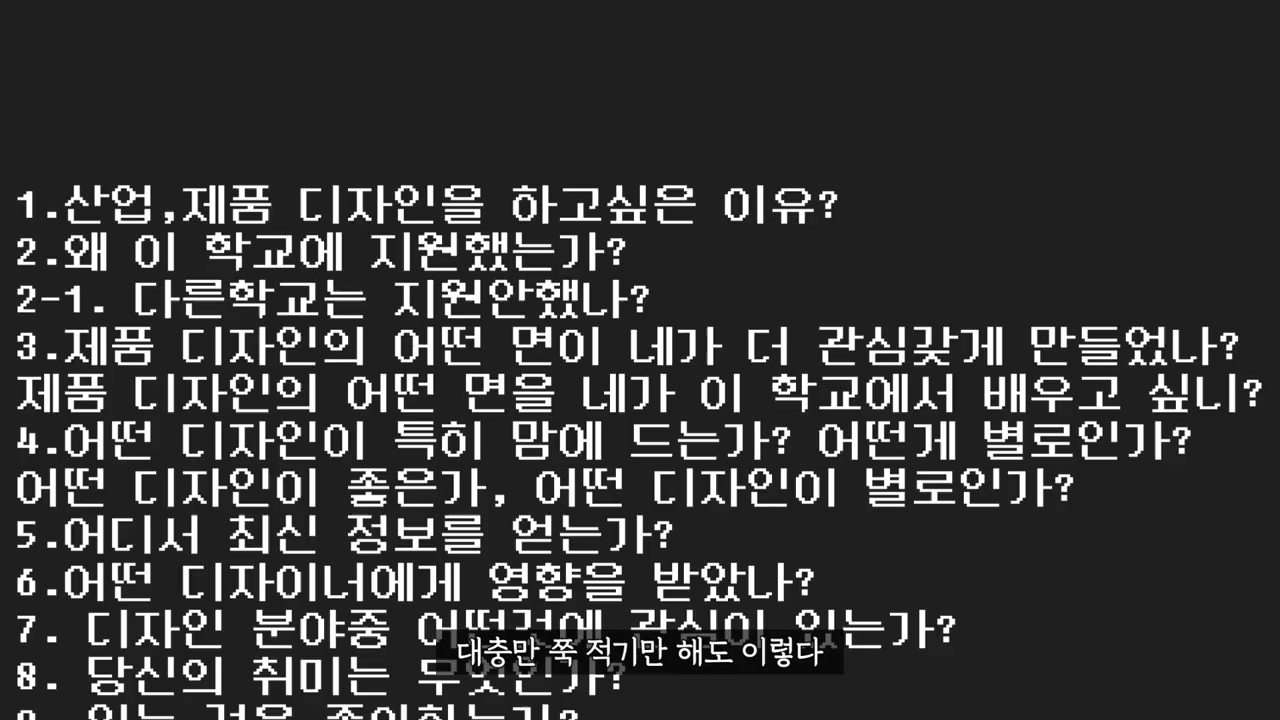 1.산업,제품 디자인을 하고싶은 이유?
2.왜 이 학교에 지원했는가?
2-1. 다른학교는 지원안했나?
3.제품 디자인의 어떤 면이 네가 더 관심갖게 만들었나?
제품 디자인의 어떤 면을 네가 이 학교에서 배우고 싶니?
4.어떤 디자인이 특히 맘에 드는가? 어떤게 별로인가?
어떤 디자인이 좋은가, 어떤 디자인이 별로인가?
5.어디서 최신 정보를 얻는가?
6.어떤 디자이너에게 영향을 받았나?
7. 디자인 분야중 어떤것에 관심이 있는가?
대충만 쭉 적기만 해도 이렇다
8. 당신의 취미는 무엇인가?